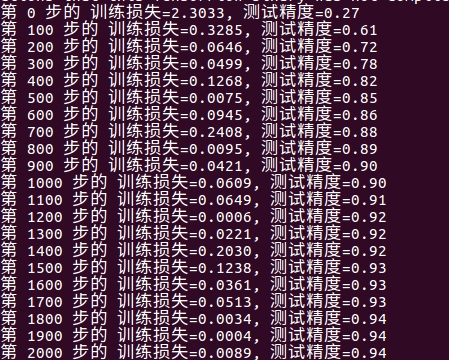 第 0 步的 训练损失=2.3033, 测试精度=0.27
第 100 步的 训练损失=0.3285, 测试精度=0.61
第 200 步的 训练损失=0.0646, 测试精度=0.72
第 300 步的 训练损失=0.0499, 测试精度=0.78
第 400 步的 训练损失=0.1268, 测试精度=0.82
第 500 步的 训练损失=0.0075, 测试精度=0.85
第 600 步的 训练损失=0.0945, 测试精度=0.86
第 700 步的 训练损失=0.2408, 测试精度=0.88
第 800 步的 训练损失=0.0095, 测试精度=0.89
第 900 步的 训练损失=0.0421, 测试精度=0.90
第 1000 步的 训练损失=0.0609, 测试精度=0.90
第 1100 步的 训练损失=0.0649, 测试精度=0.91
第 1200 步的 训练损失=0.0006, 测试精度=0.92
第 1300 步的 训练损失=0.0221, 测试精度=0.92
第 1400 步的 训练损失=0.2030, 测试精度=0.92
第 1500 步的 训练损失=0.1238, 测试精度=0.93
第 1600 步的 训练损失=0.0361, 测试精度=0.93
第 1700 步的 训练损失=0.0513, 测试精度=0.93
第 1800 步的 训练损失=0.0034, 测试精度=0.94
第 1900 步的 训练损失=0.0004, 测试精度=0.94
第 2000 步的 训练损失=0.0089, 测试精度=0.94